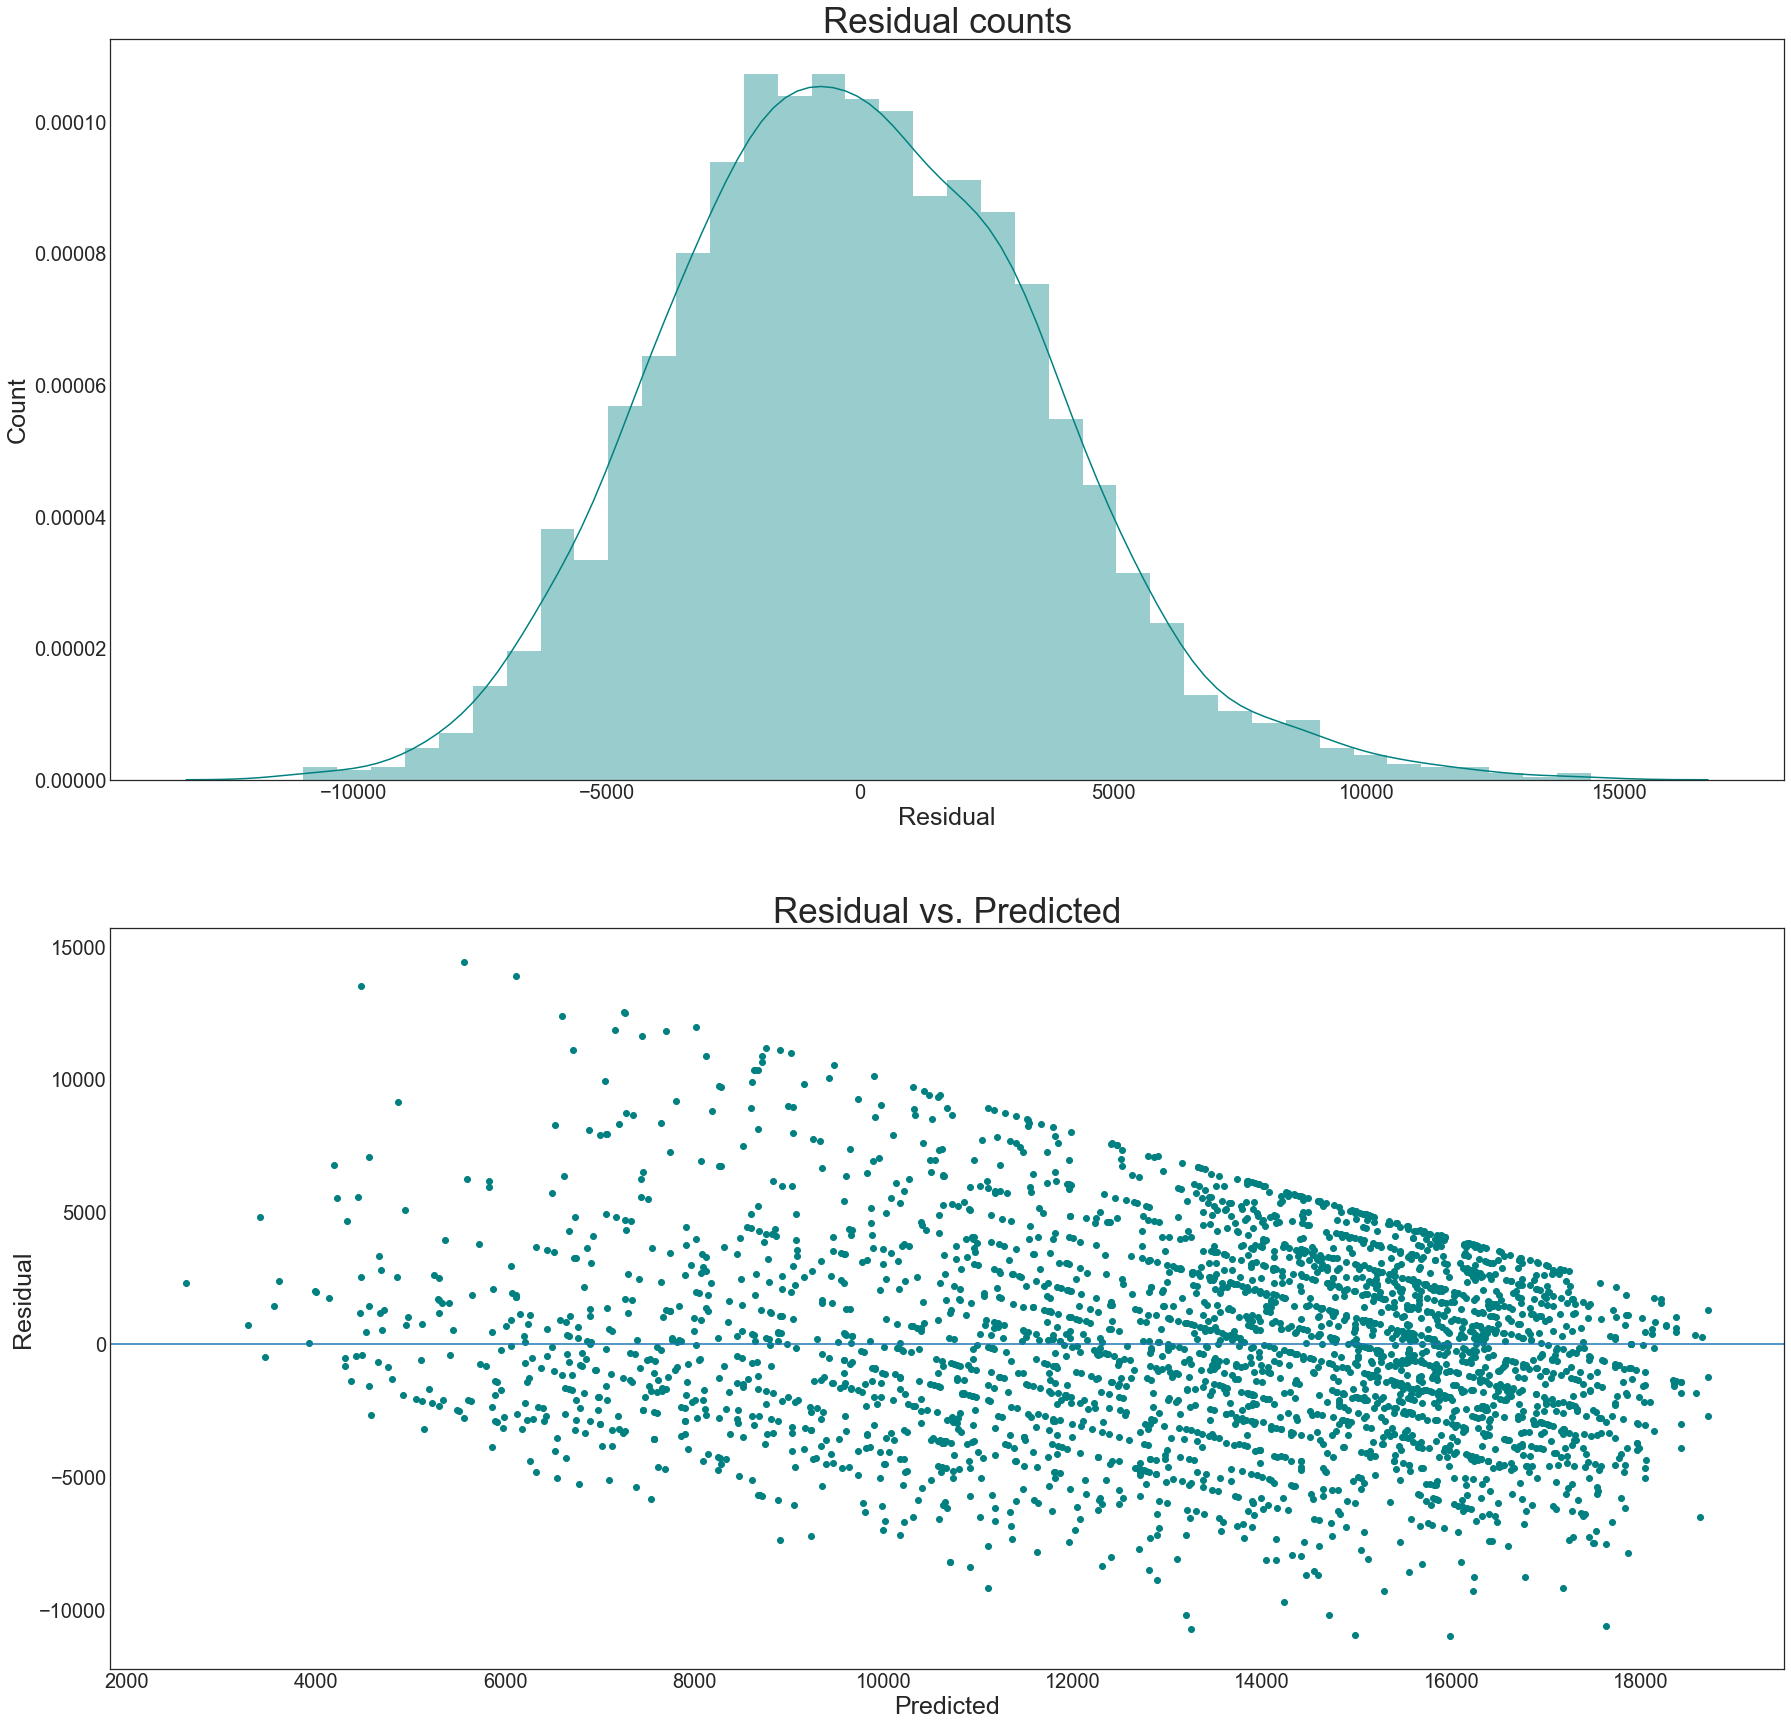 Residual counts
0.00010
0.00008
0.00006
0.00004
0.00002
0.00000
Count
−10000 −5000 0 5000 10000 15000
Residual
Residual vs. Predicted
15000
10000
5000
0
−5000
−10000
Residual
2000 4000 6000 8000 10000 12000 14000 16000 18000
Predicted